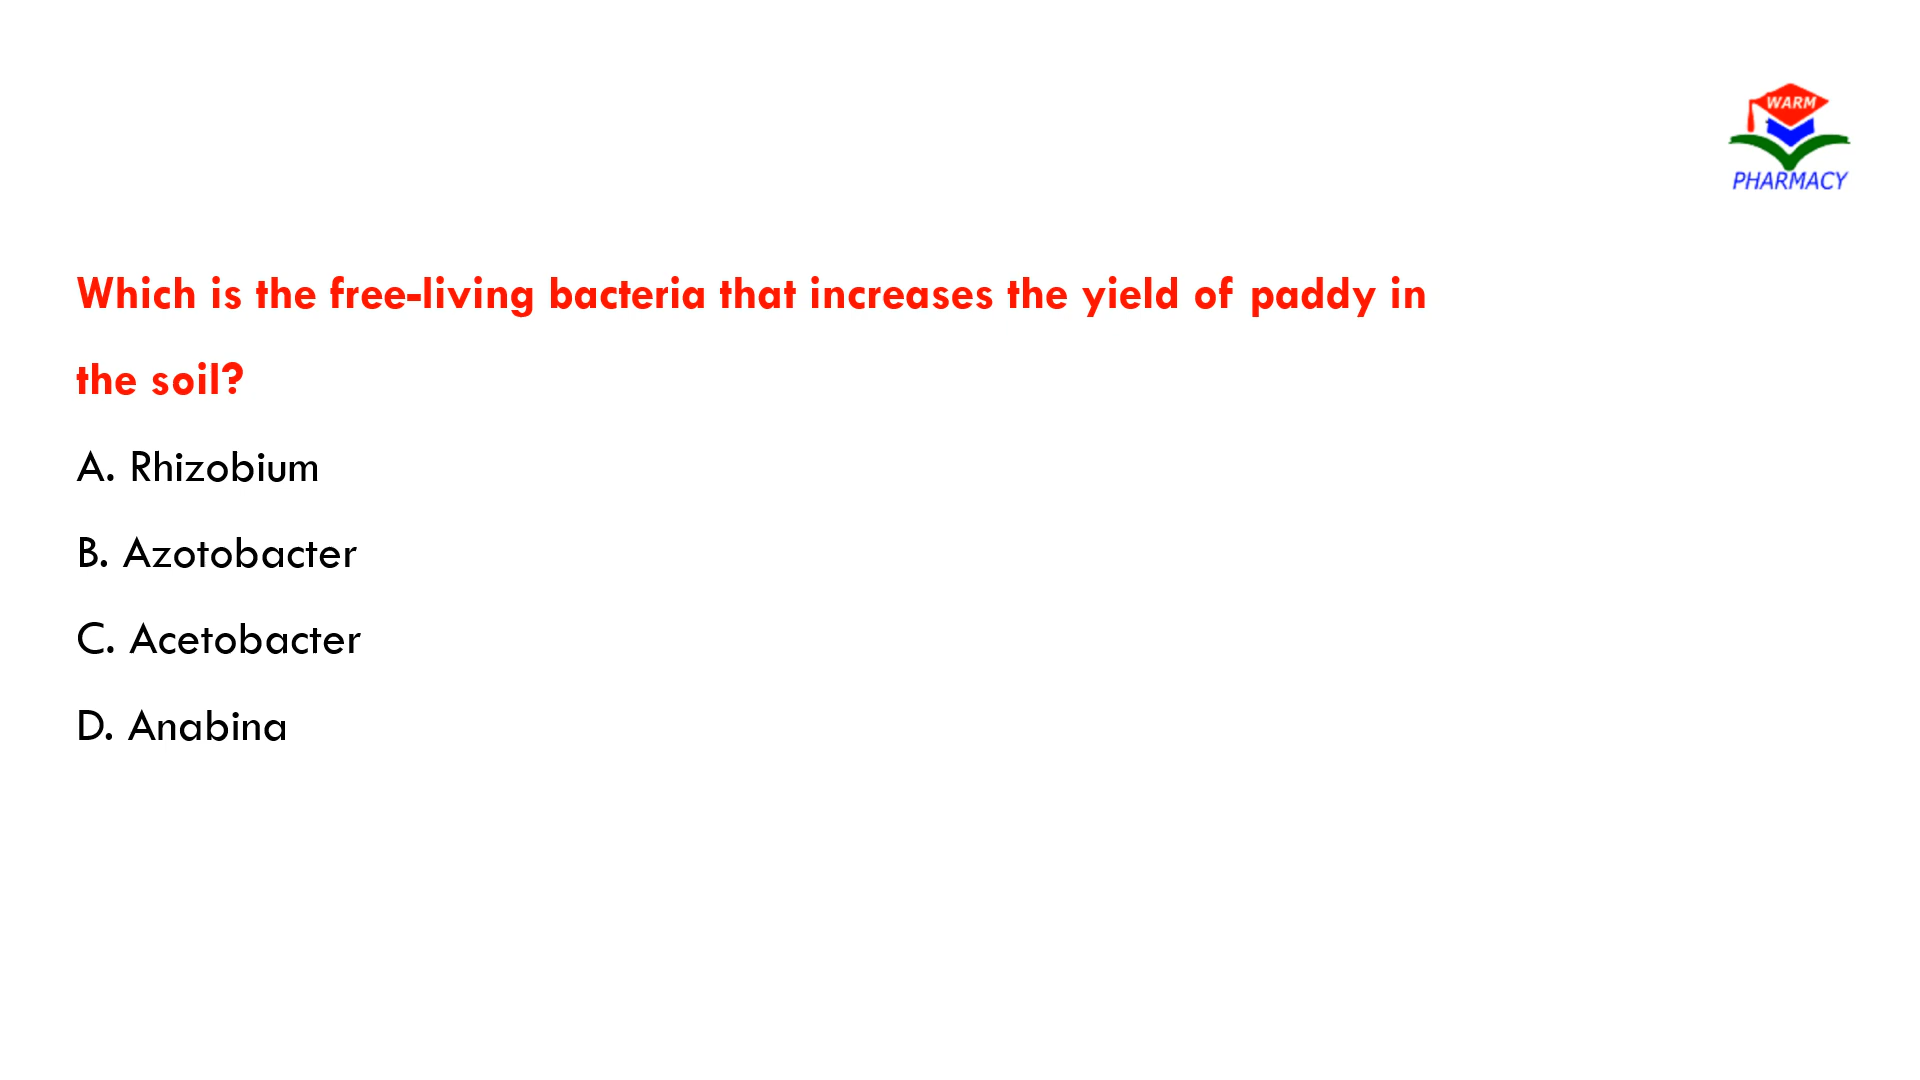 WARM
PHARMACY
Which is the free-living bacteria that increases the yield of paddy in
the soil?
A. Rhizobium
B. Azotobacter
C. Acetobacter
D. Anabina